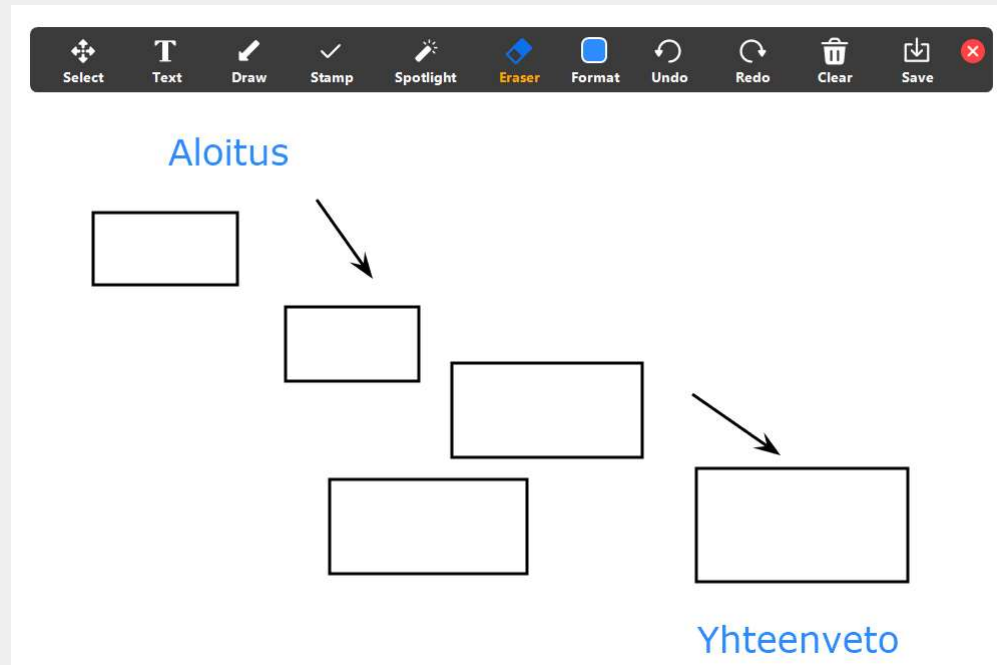 Select Text Draw Stamp Spotlight Eraser Format Undo Redo Clear Save
Aloitus
Yhteenveto